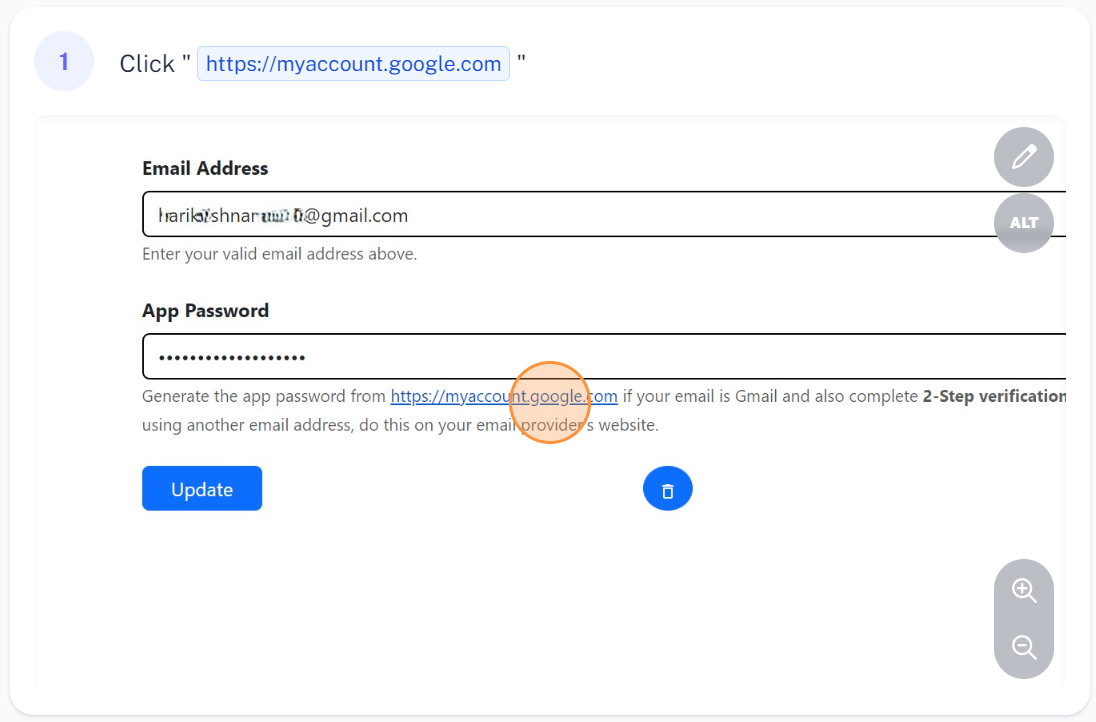 1
Click " https://myaccount.google.com "
Email Address
@gmail.com
Enter your valid email address above.
App Password
•••••••••••••••••••
Generate the app password from https://myaccount.google.com if your email is Gmail and also complete 2-Step verification
using another email address, do this on your email provider's website.
Update
ALT